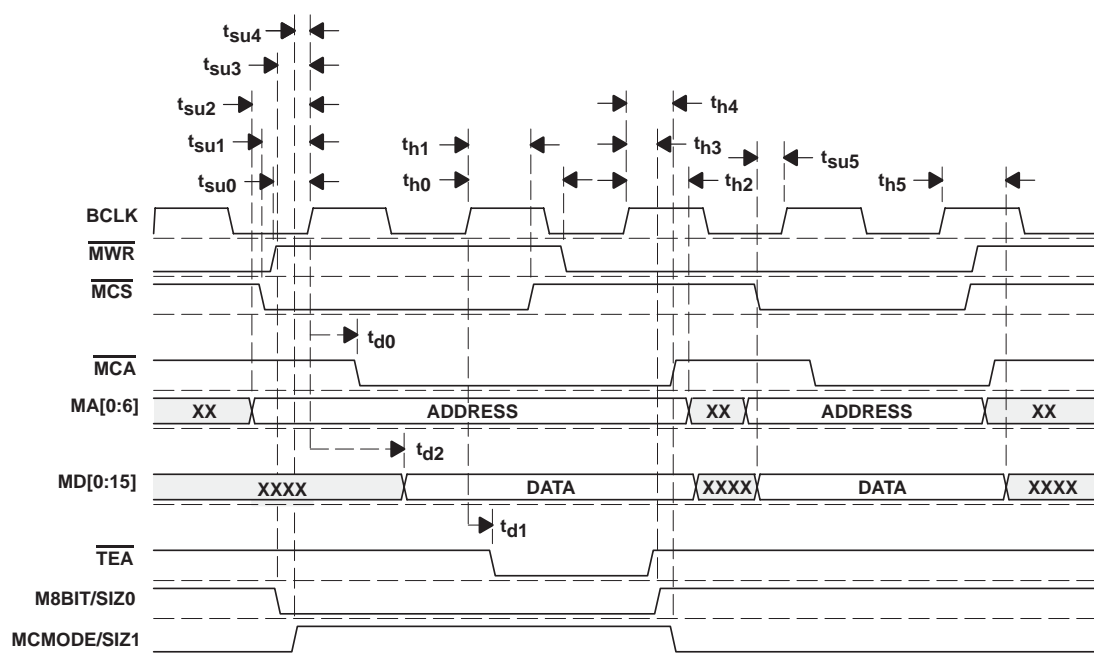 tsu4
tsu3
tsu2
th4
tsu1
th1
th3
tsu5
tsu0
th0
th2
th5
BCLK
MWR
MCS
td0
MCA
MA[0:6]
XX
ADDRESS
XX
ADDRESS
XX
td2
MD[0:15]
XXXX
DATA
XXXX
DATA
XXXX
td1
TEA
M8BIT/SIZ0
MCMODE/SIZ1